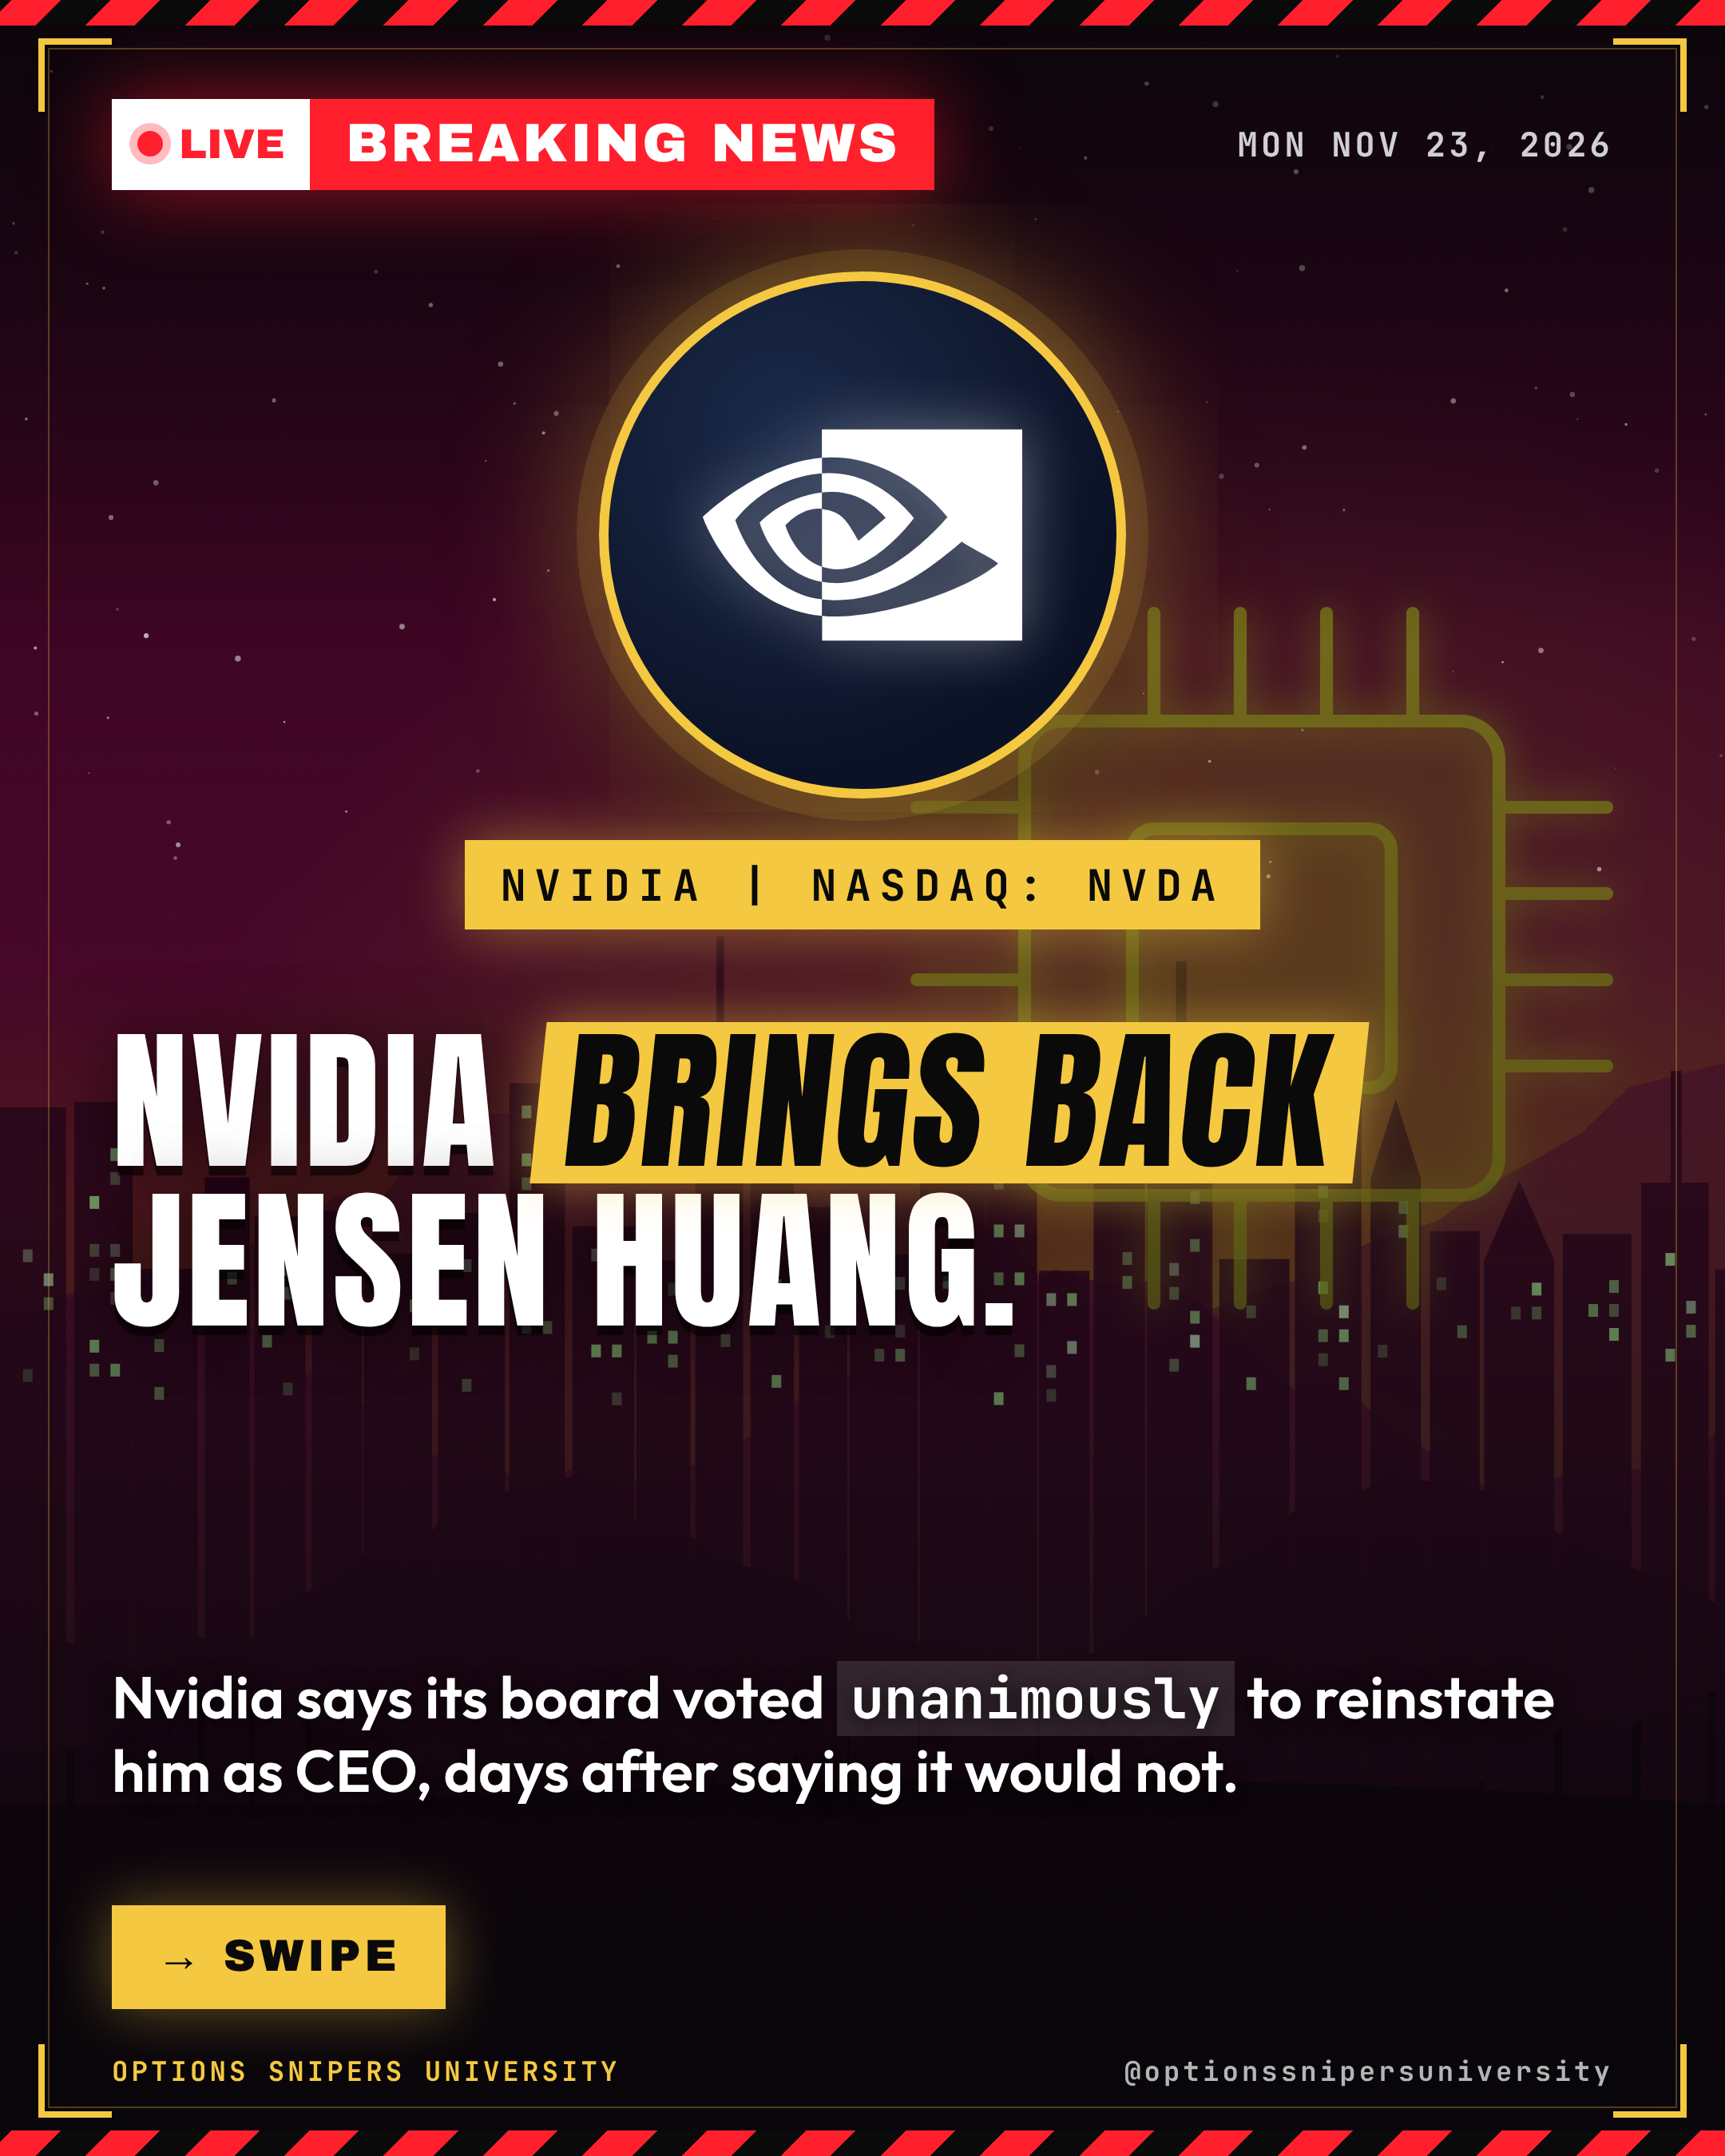 LIVE BREAKING NEWS
MON NOV 23, 2026
NVIDIA | NASDAQ: NVDA
NVIDIA BRINGS BACK
JENSEN HUANG.
Nvidia says its board voted unanimously to reinstate
him as CEO, days after saying it would not.
→ SWIPE
OPTIONS SNIPERS UNIVERSITY
@optionssnipersuniversity